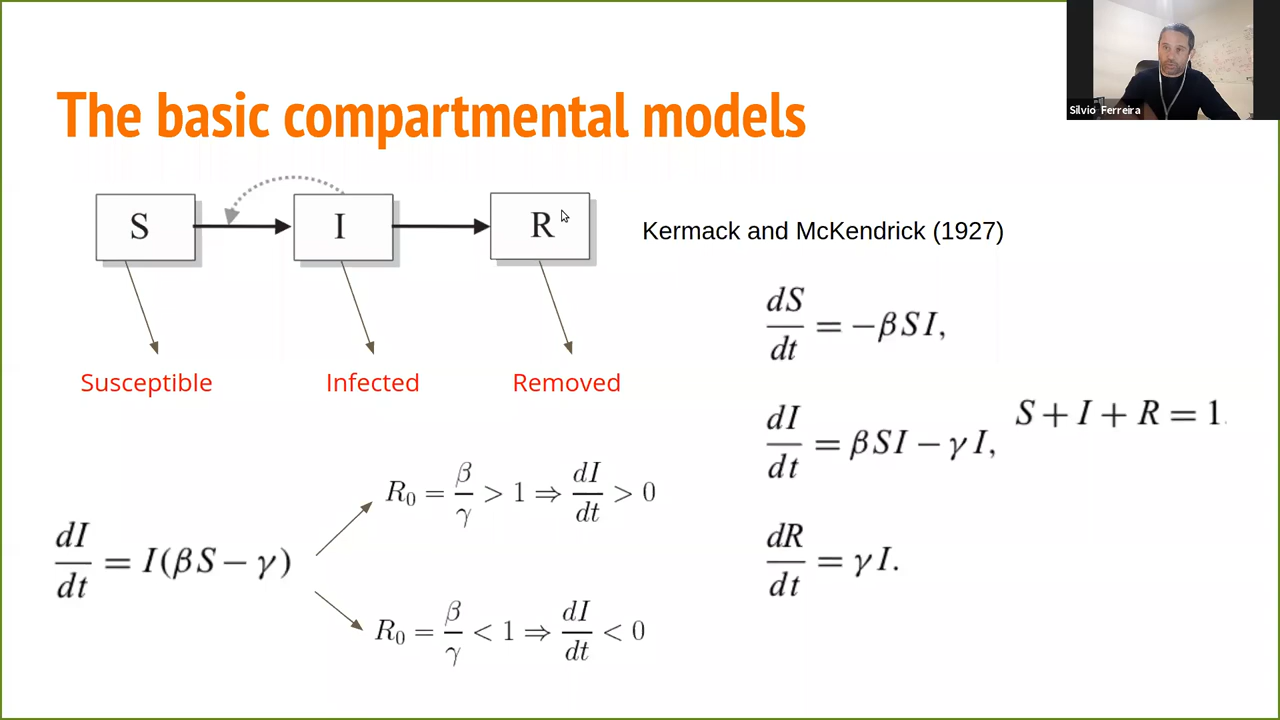 The basic compartmental models
Silvio Ferreira
S
I
R
Kermack and McKendrick (1927)
Susceptible
Infected
Removed
dS/dt = −βSI,
dI/dt = βSI − γI,
S + I + R = 1.
dR/dt = γI.
dI/dt = I(βS − γ)
R₀ = β/γ > 1 ⇒ dI/dt > 0
R₀ = β/γ < 1 ⇒ dI/dt < 0